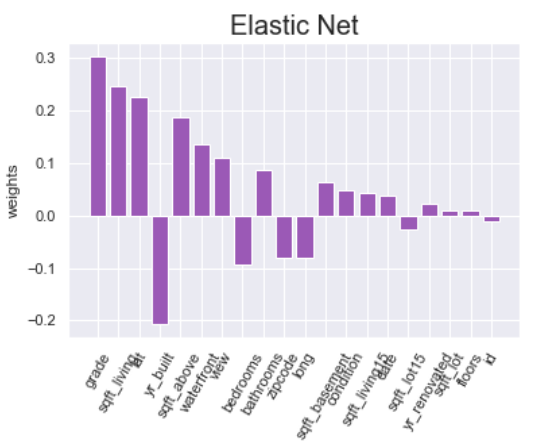 Elastic Net
0.3
0.2
0.1
0.0
−0.1
−0.2
weights
grade
sqft_living
lat
yr_built
sqft_above
waterfront
view
bedrooms
bathrooms
zipcode
long
sqft_basement
condition
sqft_living15
date
sqft_lot15
yr_renovated
sqft_lot
floors
id